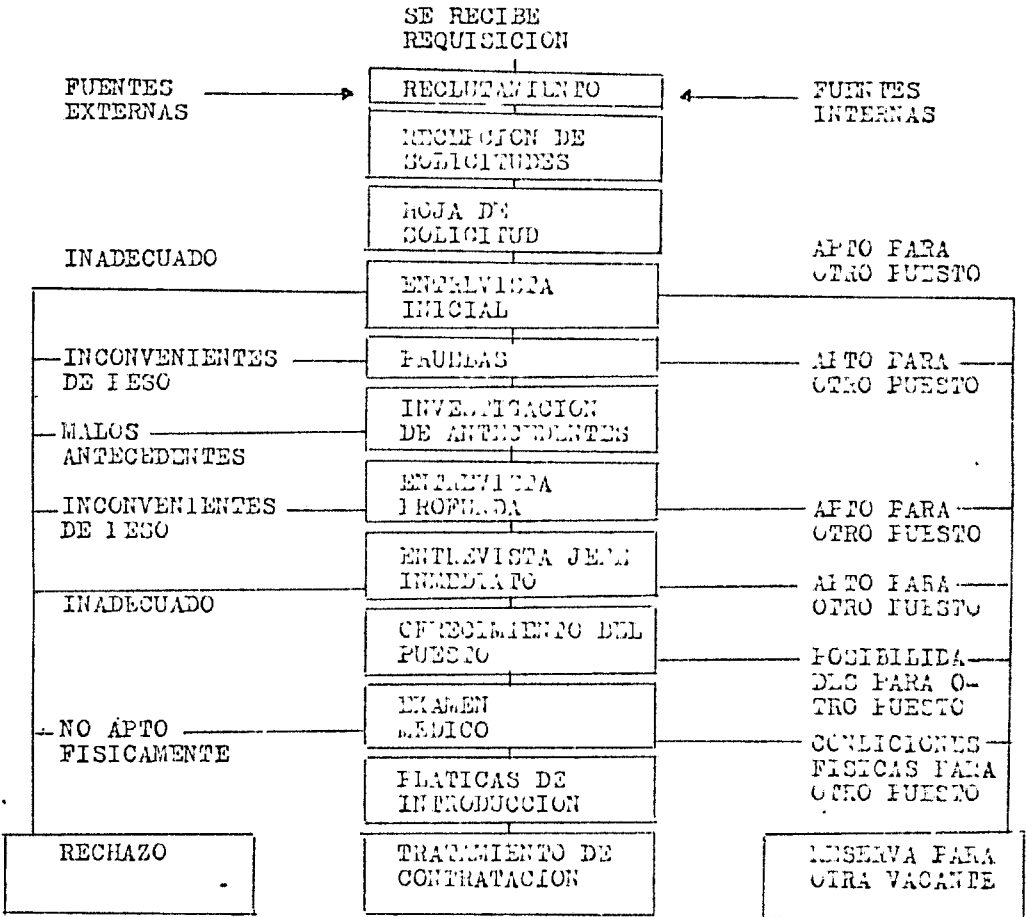 SE RECIBE
REQUISICION
FUENTES
EXTERNAS
RECLUTAMIENTO
FUENTES
INTERNAS
RECEPCION DE
SOLICITUDES
HOJA DE
SOLICITUD
INADECUADO
APTO PARA
OTRO PUESTO
ENTREVISTA
INICIAL
INCONVENIENTES
DE PESO
PRUEBAS
APTO PARA
OTRO PUESTO
INVESTIGACION
DE ANTECEDENTES
MALOS
ANTECEDENTES
ENTREVISTA
PROFUNDA
INCONVENIENTES
DE PESO
APTO PARA
OTRO PUESTO
ENTREVISTA JEFE
INMEDIATO
INADECUADO
APTO PARA
OTRO PUESTO
OFRECIMIENTO DEL
PUESTO
POSIBILIDA-
DES PARA O-
TRO PUESTO
EXAMEN
MEDICO
NO APTO
FISICAMENTE
CONDICIONES
FISICAS PARA
OTRO PUESTO
PLATICAS DE
INTRODUCCION
RECHAZO
TRATAMIENTO DE
CONTRATACION
RESERVA PARA
OTRA VACANTE